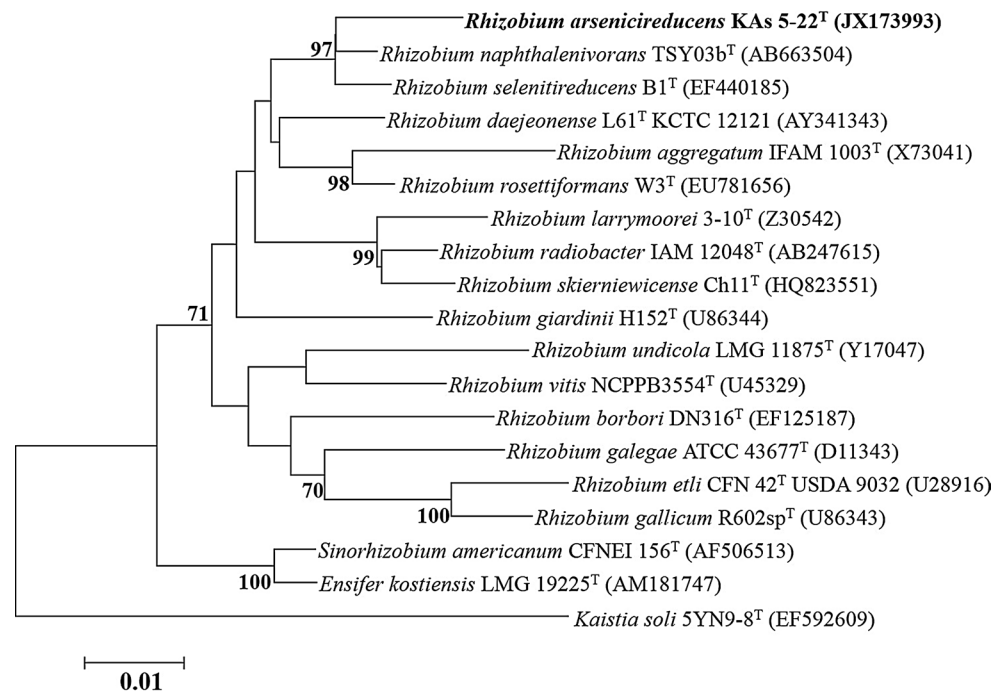 Rhizobium arsenicireducens KAs 5-22ᵀ (JX173993)
97
Rhizobium naphthalenivorans TSY03bᵀ (AB663504)
Rhizobium selenitireducens B1ᵀ (EF440185)
Rhizobium daejeonense L61ᵀ KCTC 12121 (AY341343)
Rhizobium aggregatum IFAM 1003ᵀ (X73041)
98
Rhizobium rosettiformans W3ᵀ (EU781656)
Rhizobium larrymoorei 3-10ᵀ (Z30542)
99
Rhizobium radiobacter IAM 12048ᵀ (AB247615)
Rhizobium skierniewicense Ch11ᵀ (HQ823551)
71
Rhizobium giardinii H152ᵀ (U86344)
Rhizobium undicola LMG 11875ᵀ (Y17047)
Rhizobium vitis NCPPB3554ᵀ (U45329)
Rhizobium borbori DN316ᵀ (EF125187)
Rhizobium galegae ATCC 43677ᵀ (D11343)
70
Rhizobium etli CFN 42ᵀ USDA 9032 (U28916)
100
Rhizobium gallicum R602spᵀ (U86343)
Sinorhizobium americanum CFNEI 156ᵀ (AF506513)
100
Ensifer kostiensis LMG 19225ᵀ (AM181747)
Kaistia soli 5YN9-8ᵀ (EF592609)
0.01